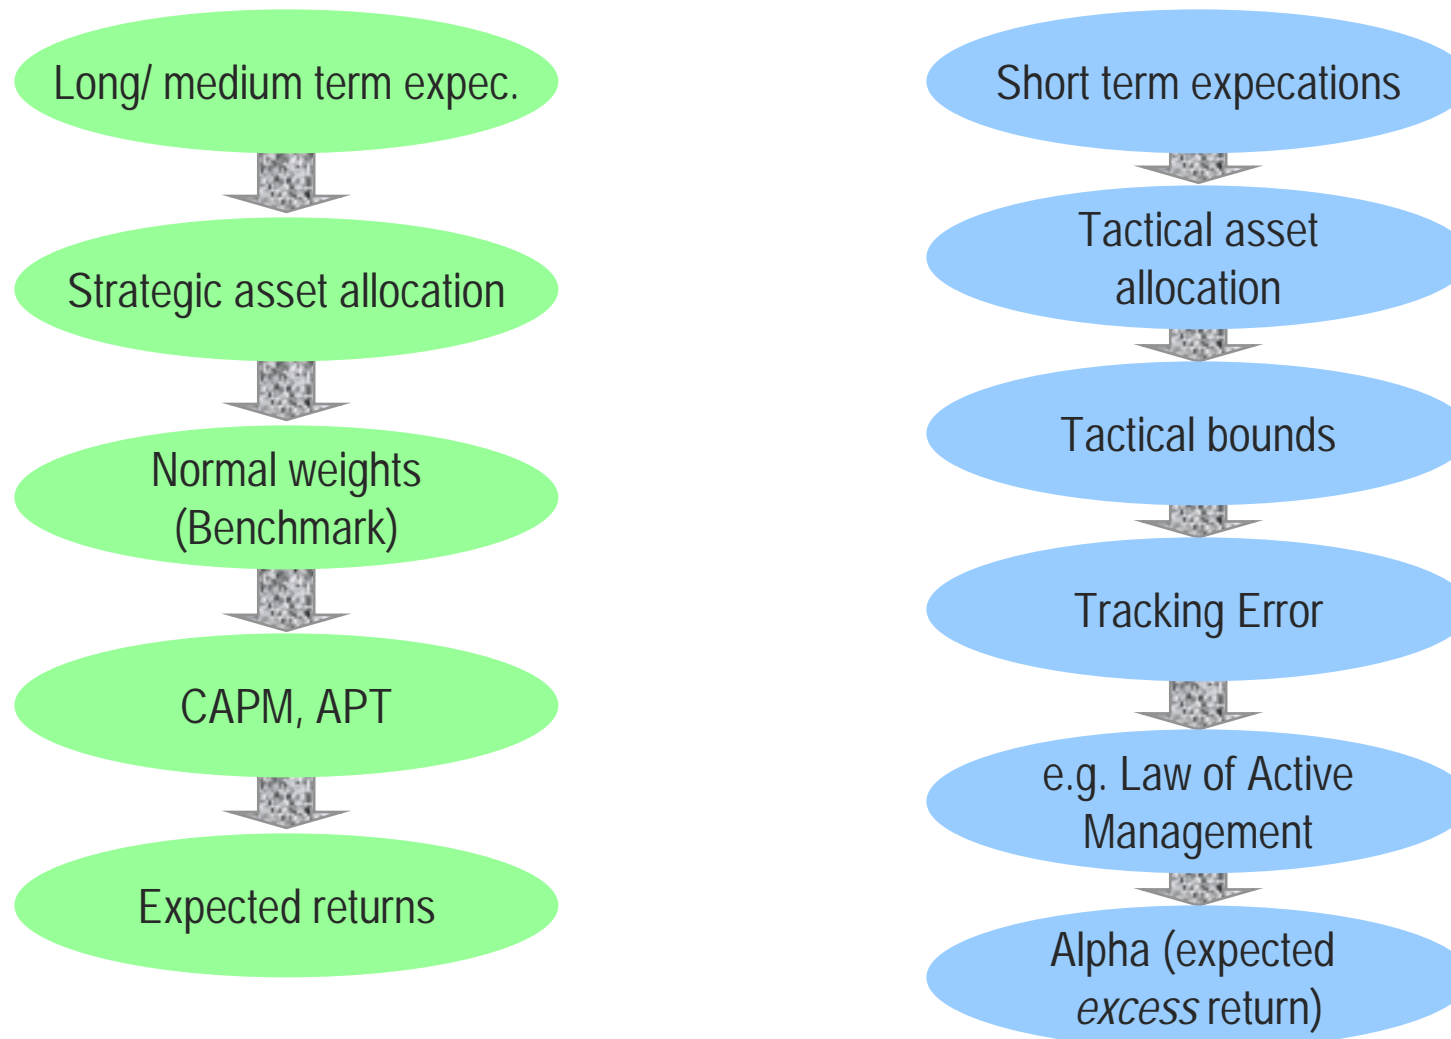 Long/ medium term expec.
Strategic asset allocation
Normal weights
(Benchmark)
CAPM, APT
Expected returns
Short term expecations
Tactical asset
allocation
Tactical bounds
Tracking Error
e.g. Law of Active
Management
Alpha (expected
excess return)